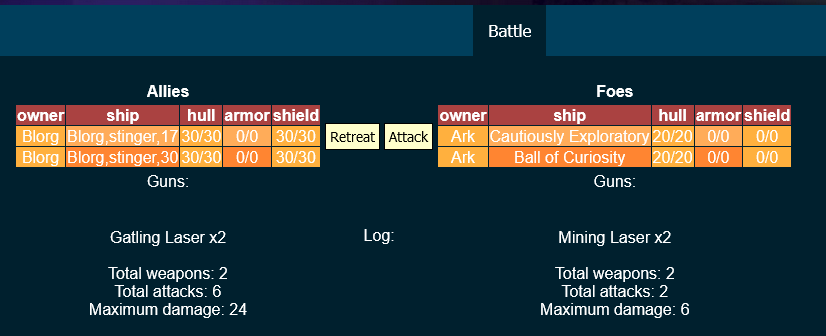 Battle
Allies
owner ship hull armor shield
Blorg Blorg,stinger,17 30/30 0/0 30/30
Blorg Blorg,stinger,30 30/30 0/0 30/30
Guns:
Gatling Laser x2
Total weapons: 2
Total attacks: 6
Maximum damage: 24
Retreat Attack
Log:
Foes
owner ship hull armor shield
Ark Cautiously Exploratory 20/20 0/0 0/0
Ark Ball of Curiosity 20/20 0/0 0/0
Guns:
Mining Laser x2
Total weapons: 2
Total attacks: 2
Maximum damage: 6